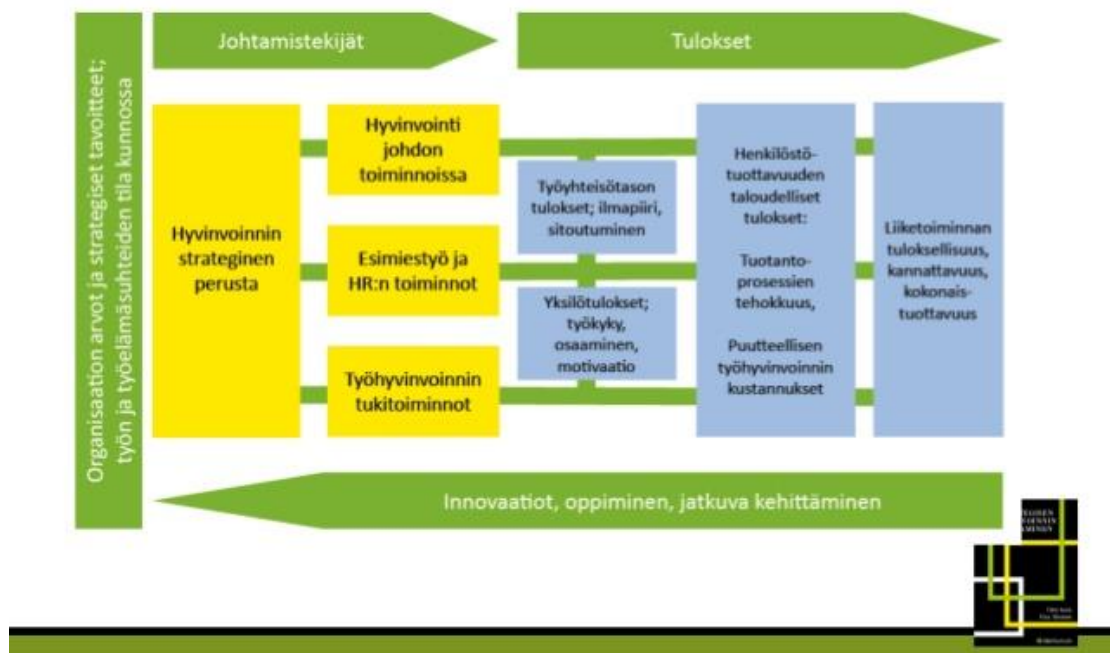 Organisaation arvot ja strategiset tavoitteet;
työn ja työelämäsuhteiden tila kunnossa
Johtamistekijät
Tulokset
Hyvinvoinnin
strateginen
perusta
Hyvinvointi
johdon
toiminnoissa
Esimiestyö ja
HR:n toiminnot
Työhyvinvoinnin
tukitoiminnot
Työyhteisötason
tulokset; ilmapiiri,
sitoutuminen
Yksilötulokset;
työkyky,
osaaminen,
motivaatio
Henkilöstö-
tuottavuuden
taloudelliset
tulokset:
Tuotanto-
prosessien
tehokkuus,
Puutteellisen
työhyvinvoinnin
kustannukset
Liiketoiminnan
tuloksellisuus,
kannattavuus,
kokonais-
tuottavuus
Innovaatiot, oppiminen, jatkuva kehittäminen